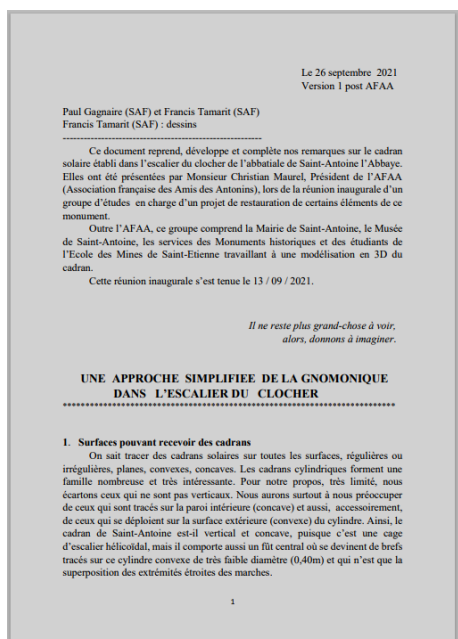 Le 26 septembre 2021
Version 1 post AFAA
Paul Gagnaire (SAF) et Francis Tamarit (SAF)
Francis Tamarit (SAF) : dessins
------------------------------------------------------------
Ce document reprend, développe et complète nos remarques sur le cadran
solaire établi dans l'escalier du clocher de l'abbatiale de Saint-Antoine l'Abbaye.
Elles ont été présentées par Monsieur Christian Maurel, Président de l'AFAA
(Association française des Amis des Antonins), lors de la réunion inaugurale d'un
groupe d'études en charge d'un projet de restauration de certains éléments de ce
monument.
Outre l'AFAA, ce groupe comprend la Mairie de Saint-Antoine, le Musée
de Saint-Antoine, les services des Monuments historiques et des étudiants de
l'Ecole des Mines de Saint-Etienne travaillant à une modélisation en 3D du
cadran.
Cette réunion inaugurale s'est tenue le 13 / 09 / 2021.
Il ne reste plus grand-chose à voir,
alors, donnons à imaginer.
UNE APPROCHE SIMPLIFIEE DE LA GNOMONIQUE
DANS L'ESCALIER DU CLOCHER
**************************************************************************
1. Surfaces pouvant recevoir des cadrans
On sait tracer des cadrans solaires sur toutes les surfaces, régulières ou
irrégulières, planes, convexes, concaves. Les cadrans cylindriques forment une
famille nombreuse et très intéressante. Pour notre propos, très limité, nous
écartons ceux qui ne sont pas verticaux. Nous aurons surtout à nous préoccuper
de ceux qui sont tracés sur la paroi intérieure (concave) et aussi, accessoirement,
de ceux qui se déploient sur la surface extérieure (convexe) du cylindre. Ainsi, le
cadran de Saint-Antoine est-il vertical et concave, puisque c'est une cage
d'escalier hélicoïdal, mais il comporte aussi un fût central où se devinent de brefs
tracés sur ce cylindre convexe de très faible diamètre (0,40m) et qui n'est que la
superposition des extrémités étroites des marches.
1